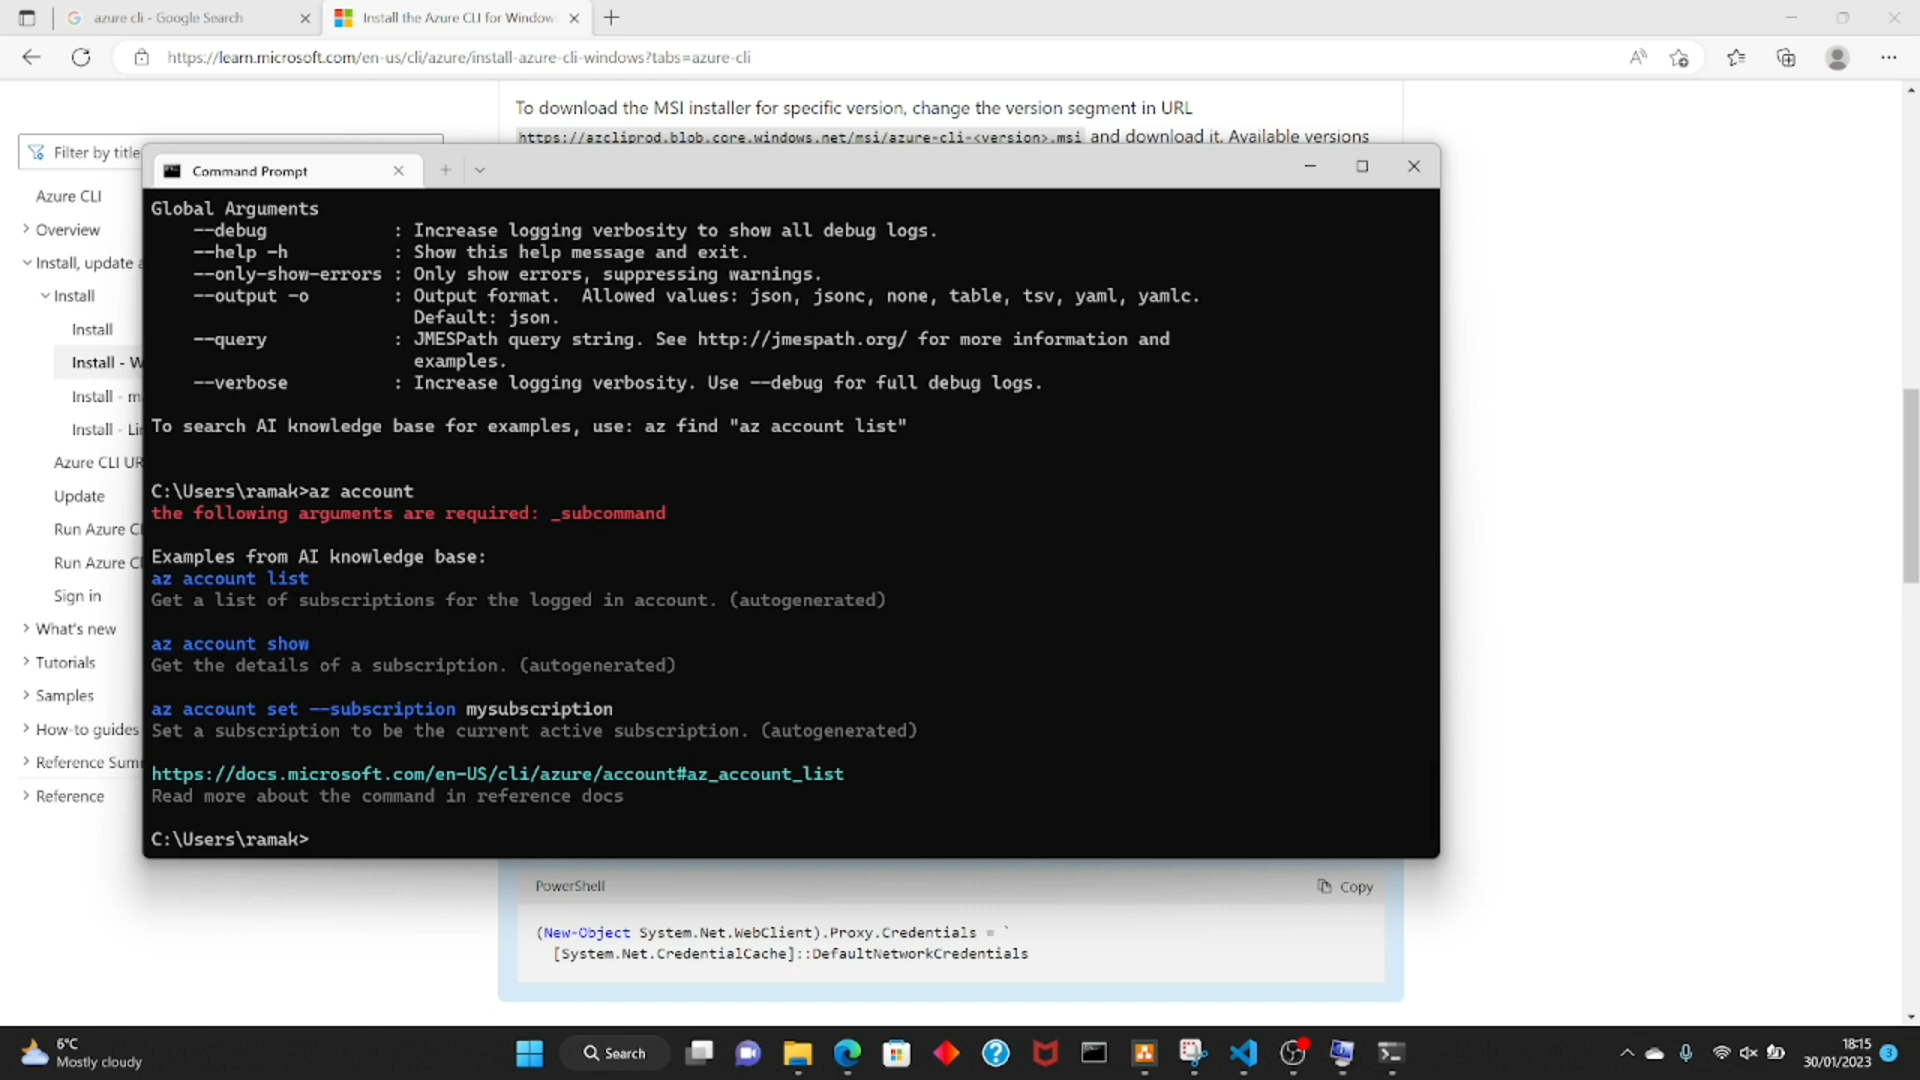 azure cli - Google Search
Install the Azure CLI for Window
https://learn.microsoft.com/en-us/cli/azure/install-azure-cli-windows?tabs=azure-cli
To download the MSI installer for specific version, change the version segment in URL
https://azcliprod.blob.core.windows.net/msi/azure-cli-<version>.msi and download it. Available versions
Filter by title
Azure CLI
Overview
Install, update a
Install
Install
Install - W
Install - m
Install - Li
Azure CLI UR
Update
Run Azure Cl
Run Azure Cl
Sign in
What's new
Tutorials
Samples
How-to guides
Reference Sum
Reference
Command Prompt
Global Arguments
--debug : Increase logging verbosity to show all debug logs.
--help -h : Show this help message and exit.
--only-show-errors : Only show errors, suppressing warnings.
--output -o : Output format. Allowed values: json, jsonc, none, table, tsv, yaml, yamlc.
Default: json.
--query : JMESPath query string. See http://jmespath.org/ for more information and
examples.
--verbose : Increase logging verbosity. Use --debug for full debug logs.
To search AI knowledge base for examples, use: az find "az account list"
C:\Users\ramak>az account
the following arguments are required: _subcommand
Examples from AI knowledge base:
az account list
Get a list of subscriptions for the logged in account. (autogenerated)
az account show
Get the details of a subscription. (autogenerated)
az account set --subscription mysubscription
Set a subscription to be the current active subscription. (autogenerated)
https://docs.microsoft.com/en-US/cli/azure/account#az_account_list
Read more about the command in reference docs
C:\Users\ramak>
PowerShell
Copy
(New-Object System.Net.WebClient).Proxy.Credentials = `
[System.Net.CredentialCache]::DefaultNetworkCredentials
6°C
Mostly cloudy
Search
18:15
30/01/2023
3